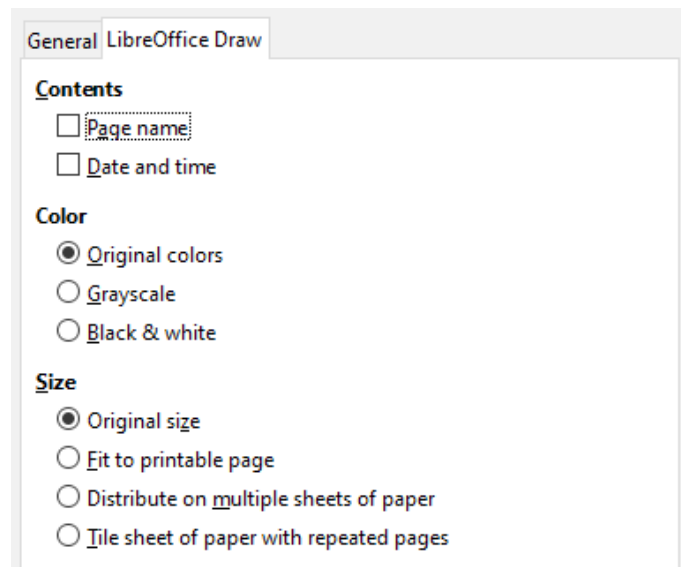 General LibreOffice Draw
Contents
Page name
Date and time
Color
Original colors
Grayscale
Black & white
Size
Original size
Fit to printable page
Distribute on multiple sheets of paper
Tile sheet of paper with repeated pages